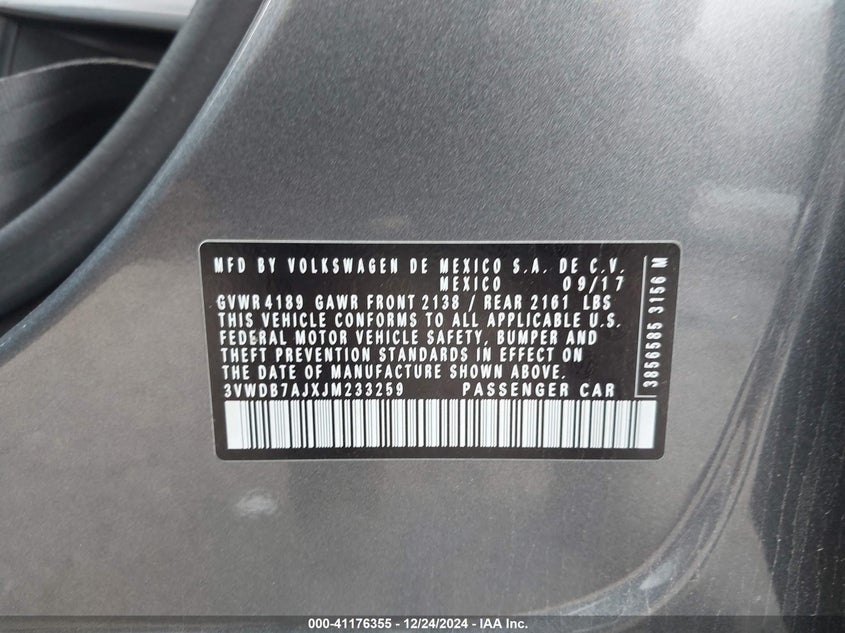 MFD BY VOLKSWAGEN DE MEXICO S.A. DE C.V.
MEXICO 09/17
GVWR 4189 GAWR FRONT 2138 / REAR 2161 LBS
THIS VEHICLE CONFORMS TO ALL APPLICABLE U.S.
FEDERAL MOTOR VEHICLE SAFETY, BUMPER AND
THEFT PREVENTION STANDARDS IN EFFECT ON
THE DATE OF MANUFACTURE SHOWN ABOVE.
3VWDB7AJXJM233259 PASSENGER CAR
3856585 3156 M
000-41176355 | 12/24/2024 - IAA Inc.